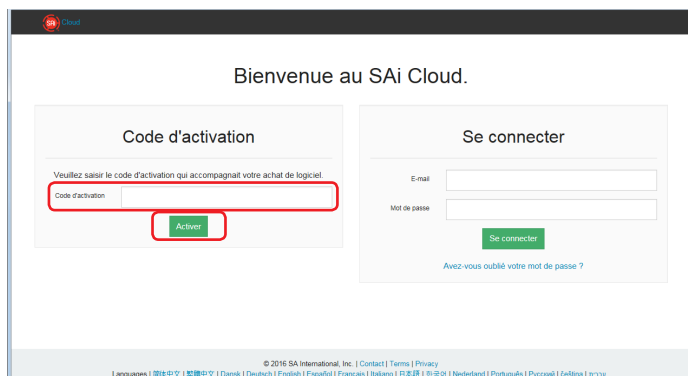 SAi Cloud
Bienvenue au SAi Cloud.
Code d'activation
Veuillez saisir le code d'activation qui accompagnait votre achat de logiciel.
Code d'activation
Activer
Se connecter
E-mail
Mot de passe
Se connecter
Avez-vous oublié votre mot de passe ?
© 2016 SA International, Inc. | Contact | Terms | Privacy
Languages | 简体中文 | 繁體中文 | Dansk | Deutsch | English | Español | Français | Italiano | 日本語 | 한국어 | Nederland | Português | Русский | čeština | עברית